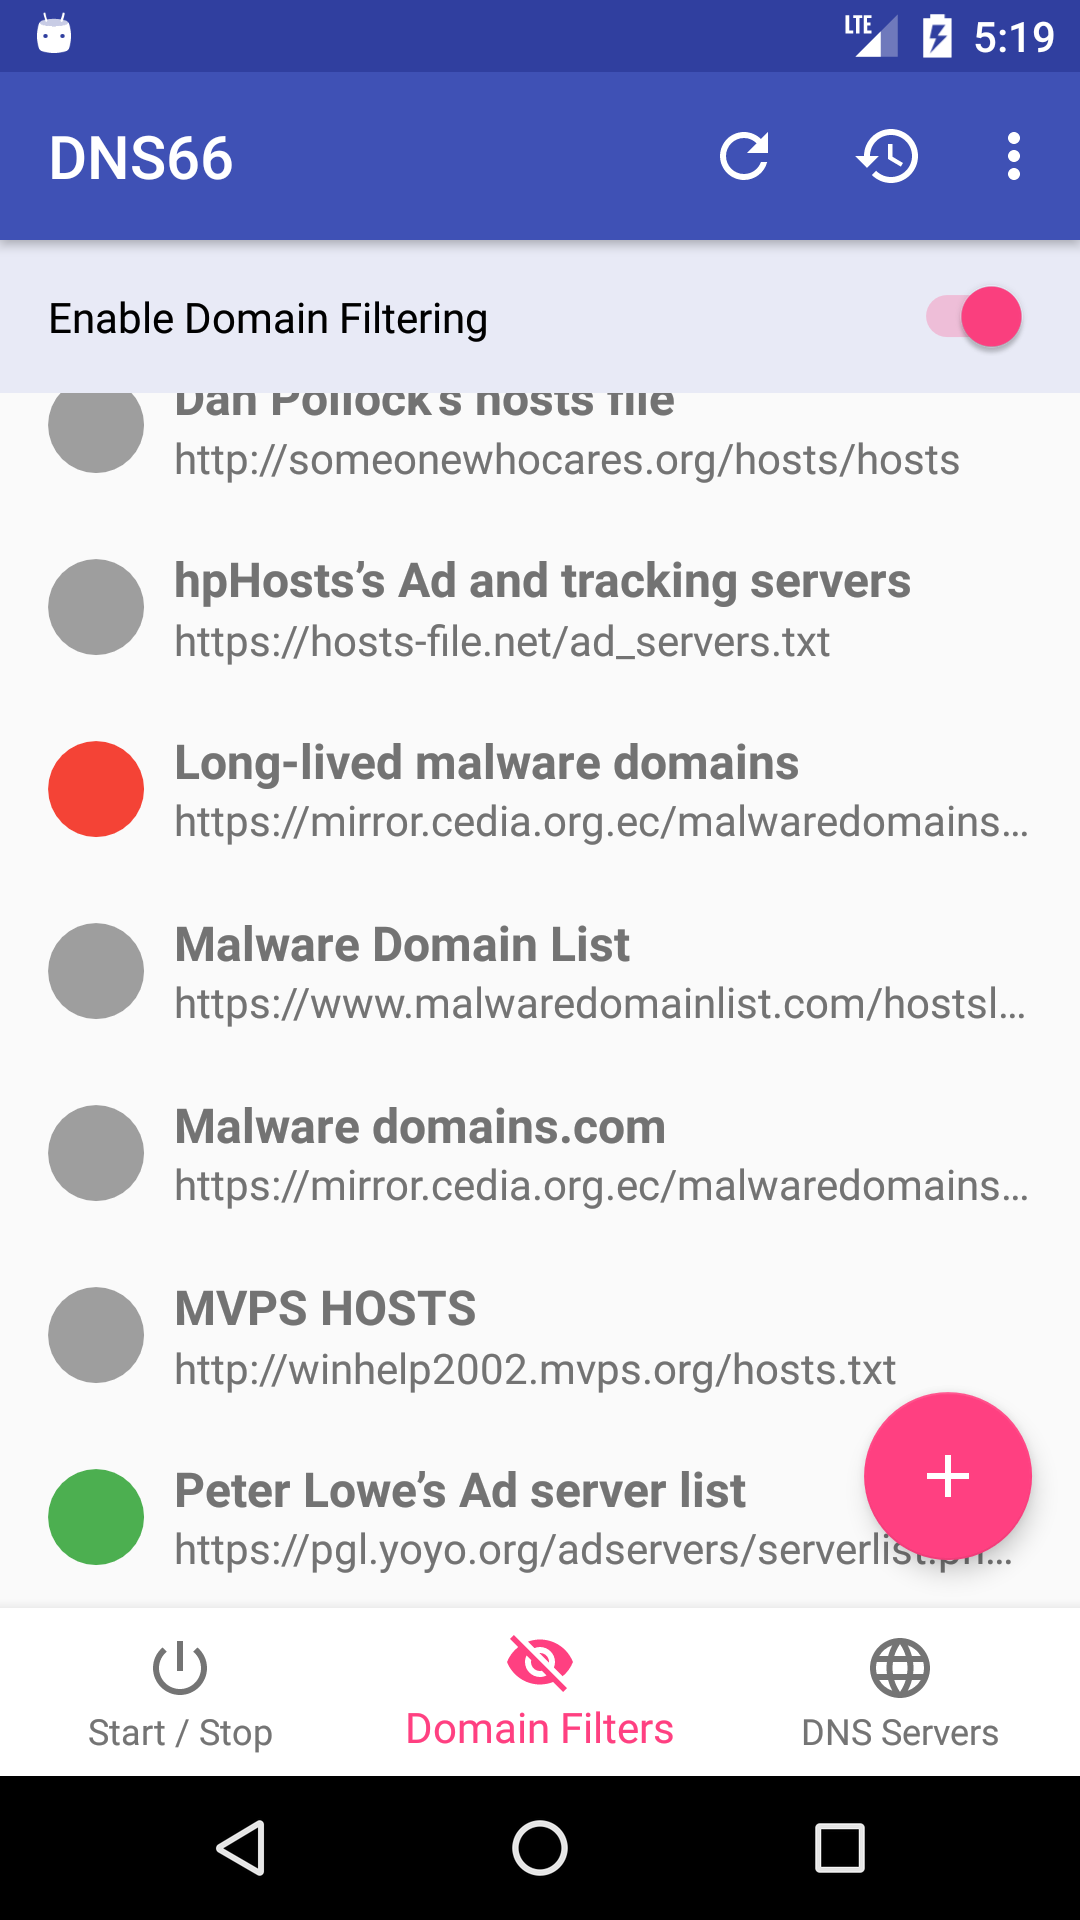 LTE 5:19
DNS66
Enable Domain Filtering
Dan Pollock's hosts file
http://someonewhocares.org/hosts/hosts
hpHosts’s Ad and tracking servers
https://hosts-file.net/ad_servers.txt
Long-lived malware domains
https://mirror.cedia.org.ec/malwaredomains…
Malware Domain List
https://www.malwaredomainlist.com/hostsl…
Malware domains.com
https://mirror.cedia.org.ec/malwaredomains…
MVPS HOSTS
http://winhelp2002.mvps.org/hosts.txt
Peter Lowe’s Ad server list
https://pgl.yoyo.org/adservers/serverlist.ph…
Start / Stop
Domain Filters
DNS Servers